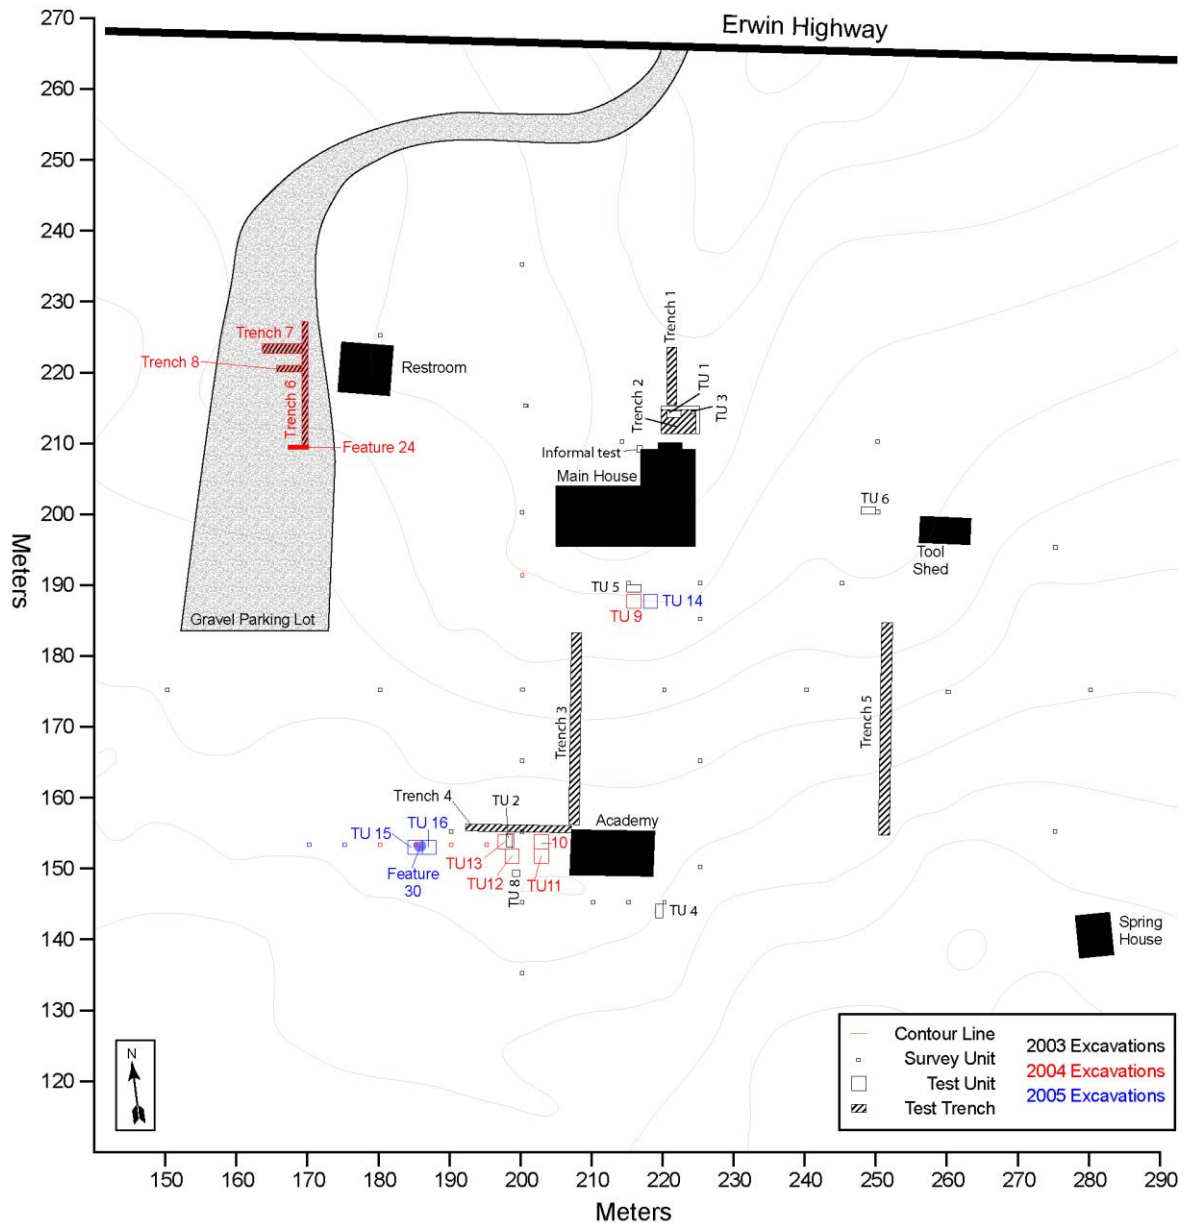 Erwin Highway
270
260
250
240
230
220
210
200
190
180
170
160
150
140
130
120
Meters
Trench 1
Trench 7
Trench 8
Trench 6
Feature 24
Restroom
Trench 2
TU 1
TU 3
Informal test
Main House
TU 6
Tool
Shed
TU 5
TU 9
TU 14
Gravel Parking Lot
Trench 3
Trench 5
Trench 4
TU 2
Academy
TU 15
TU 16
TU13
10
Feature
30
TU12
TU 8
TU11
TU 4
Spring
House
N
Contour Line
Survey Unit
Test Unit
Test Trench
2003 Excavations
2004 Excavations
2005 Excavations
150
160
170
180
190
200
210
220
230
240
250
260
270
280
290
Meters